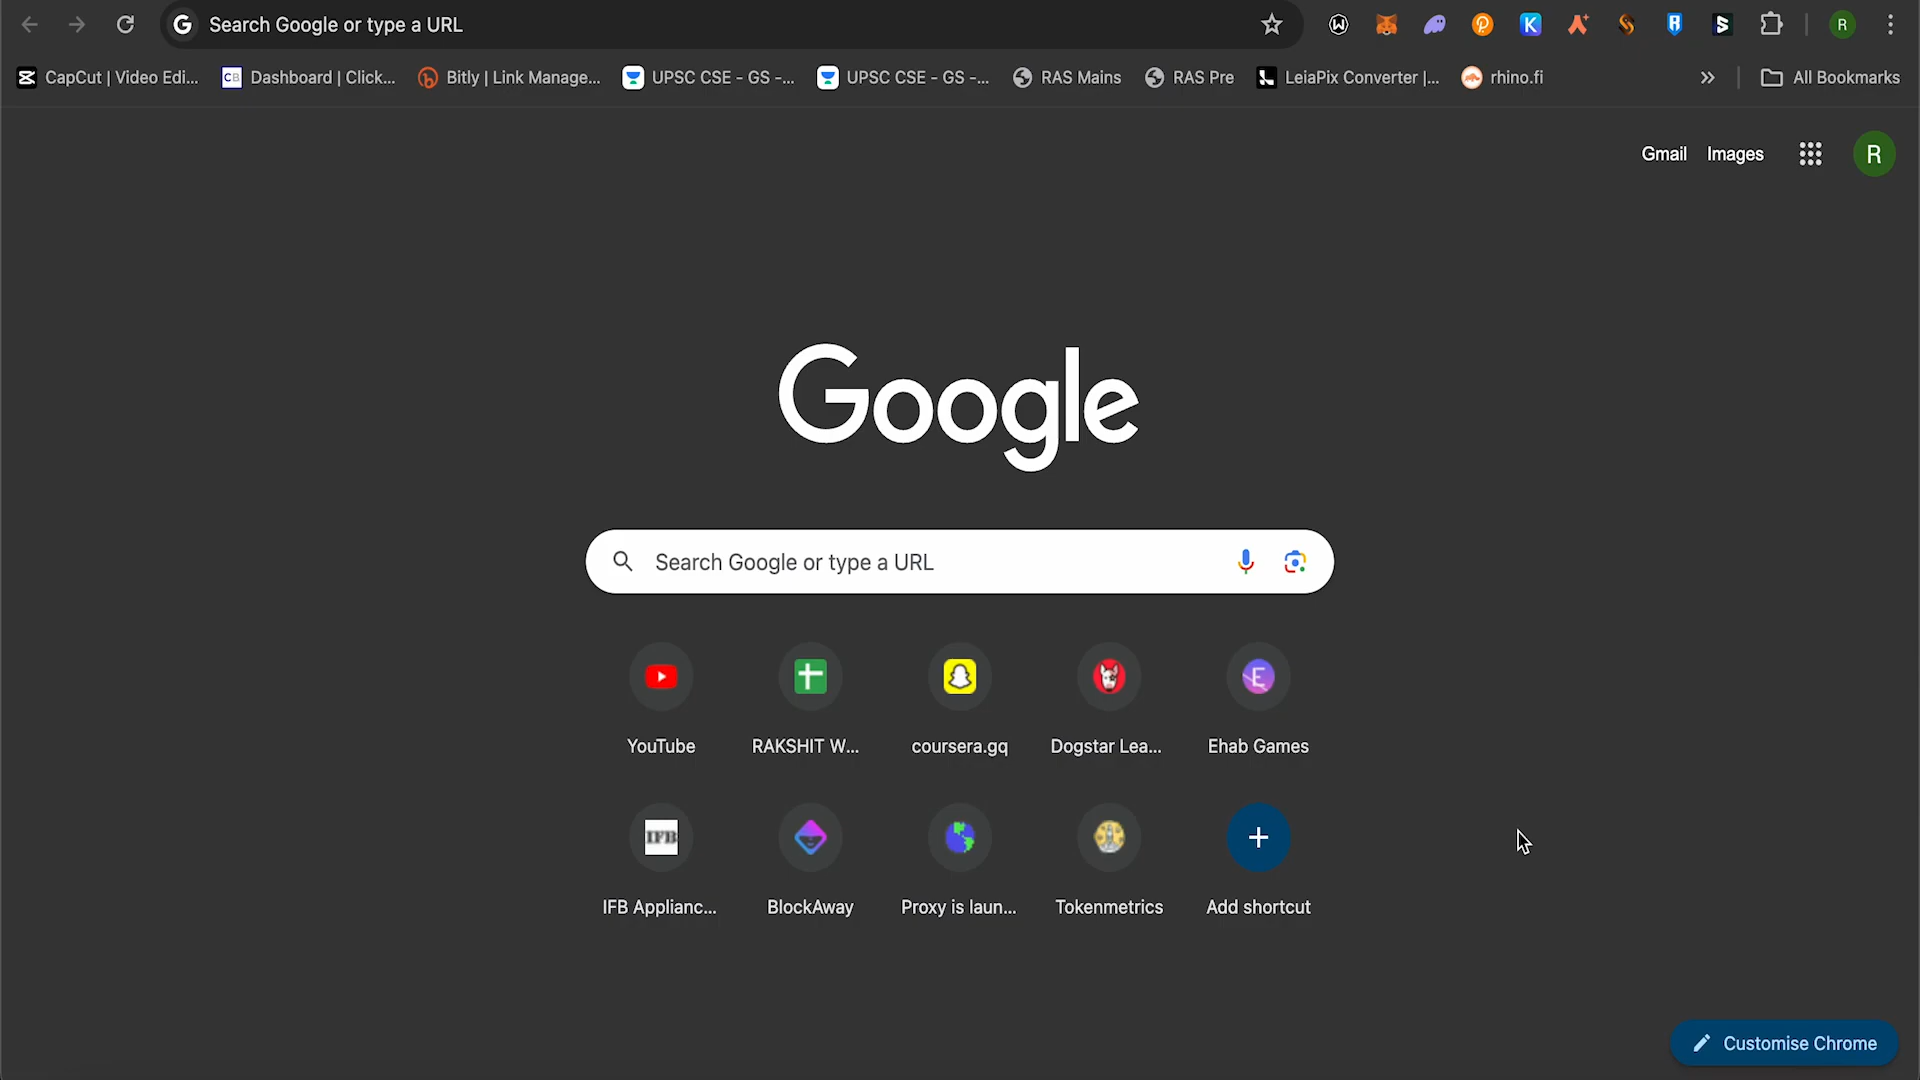 Search Google or type a URL
CapCut | Video Edi...
CB
Dashboard | Click...
Bitly | Link Manage...
UPSC CSE - GS -...
UPSC CSE - GS -...
RAS Mains
RAS Pre
LeiaPix Converter |...
rhino.fi
All Bookmarks
R
Gmail
Images
R
Google
Search Google or type a URL
YouTube
RAKSHIT W...
coursera.gq
Dogstar Lea...
E
Ehab Games
IFB
IFB Applianc...
BlockAway
Proxy is laun...
Tokenmetrics
Add shortcut
Customise Chrome